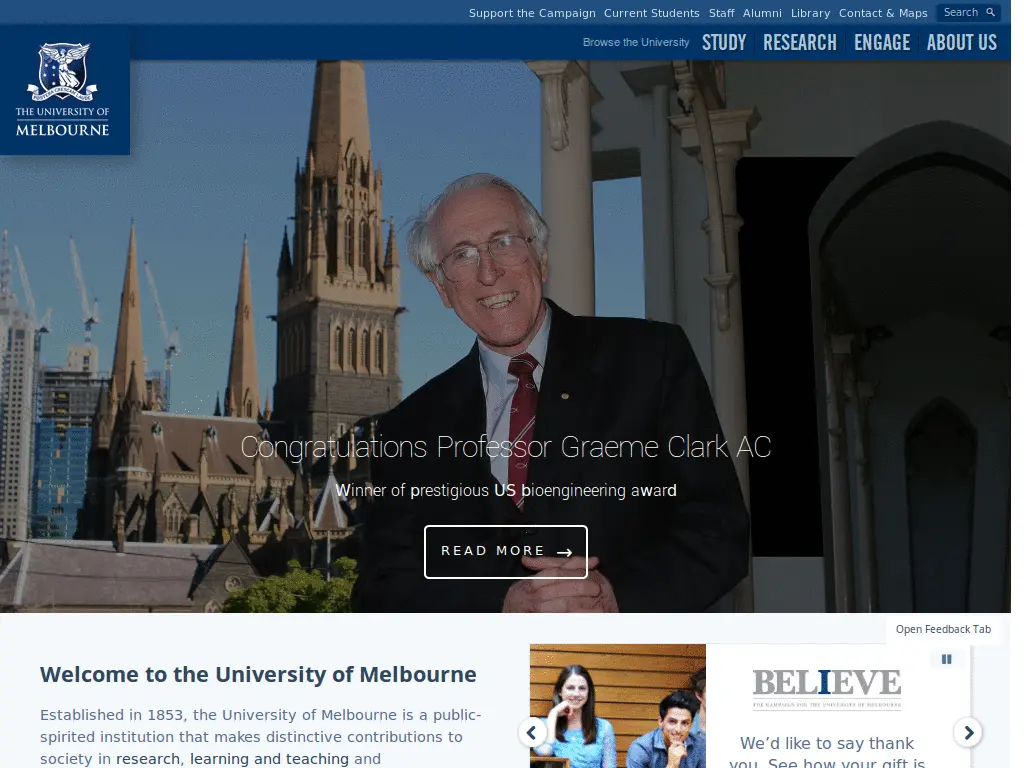 Support the Campaign Current Students Staff Alumni Library Contact & Maps Search
Browse the University STUDY RESEARCH ENGAGE ABOUT US
THE UNIVERSITY OF
MELBOURNE
Congratulations Professor Graeme Clark AC
Winner of prestigious US bioengineering award
READ MORE →
Open Feedback Tab
Welcome to the University of Melbourne
Established in 1853, the University of Melbourne is a public-
spirited institution that makes distinctive contributions to
society in research, learning and teaching and
BELIEVE
THE CAMPAIGN FOR THE UNIVERSITY OF MELBOURNE
We’d like to say thank
you. See how your gift is